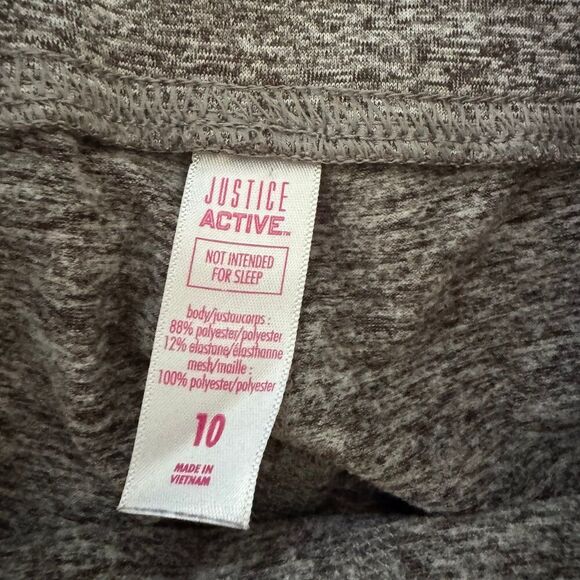 JUSTICE
ACTIVE™
NOT INTENDED
FOR SLEEP
body/justaucorps :
88% polyester/polyester
12% elastane/élasthanne
mesh/maille :
100% polyester/polyester
10
MADE IN
VIETNAM